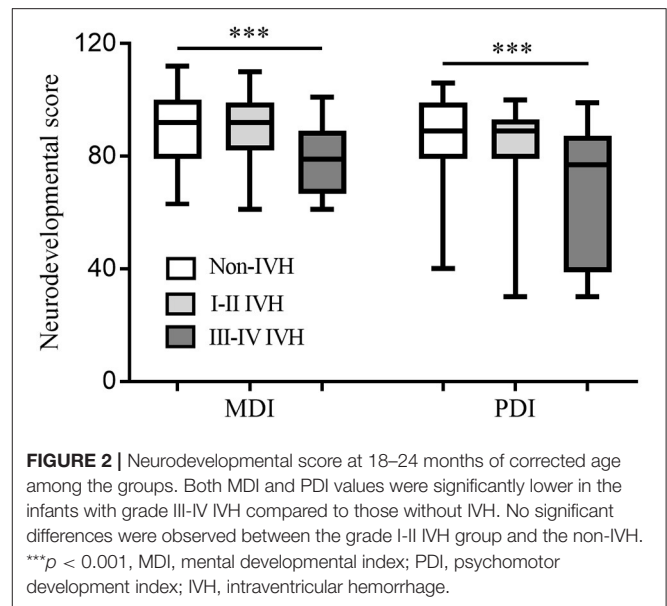 120
80
40
0
Neurodevelopmental score
***
***
Non-IVH
I-II IVH
III-IV IVH
MDI
PDI
FIGURE 2 | Neurodevelopmental score at 18–24 months of corrected age
among the groups. Both MDI and PDI values were significantly lower in the
infants with grade III-IV IVH compared to those without IVH. No significant
differences were observed between the grade I-II IVH group and the non-IVH.
***p < 0.001, MDI, mental developmental index; PDI, psychomotor
development index; IVH, intraventricular hemorrhage.